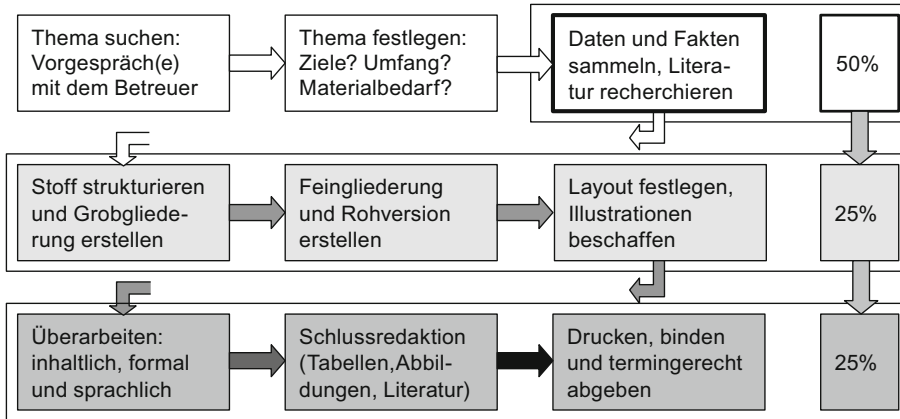 Thema suchen:
Vorgespräch(e)
mit dem Betreuer
Thema festlegen:
Ziele? Umfang?
Materialbedarf?
Daten und Fakten
sammeln, Litera-
tur recherchieren
50%
Stoff strukturieren
und Grobgliede-
rung erstellen
Feingliederung
und Rohversion
erstellen
Layout festlegen,
Illustrationen
beschaffen
25%
Überarbeiten:
inhaltlich, formal
und sprachlich
Schlussredaktion
(Tabellen,Abbil-
dungen, Literatur)
Drucken, binden
und termingerecht
abgeben
25%